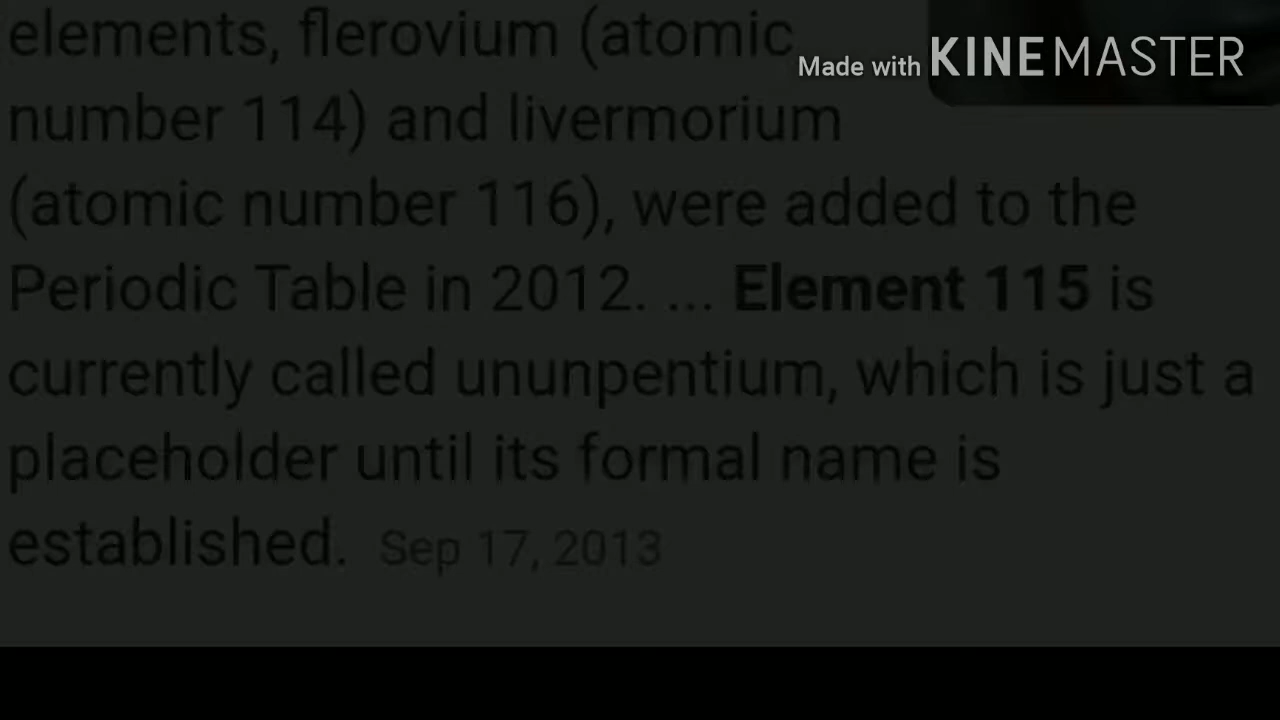 elements, flerovium (atomic
Made with KINEMASTER
number 114) and livermorium
(atomic number 116), were added to the
Periodic Table in 2012. ... Element 115 is
currently called ununpentium, which is just a
placeholder until its formal name is
established. Sep 17, 2013